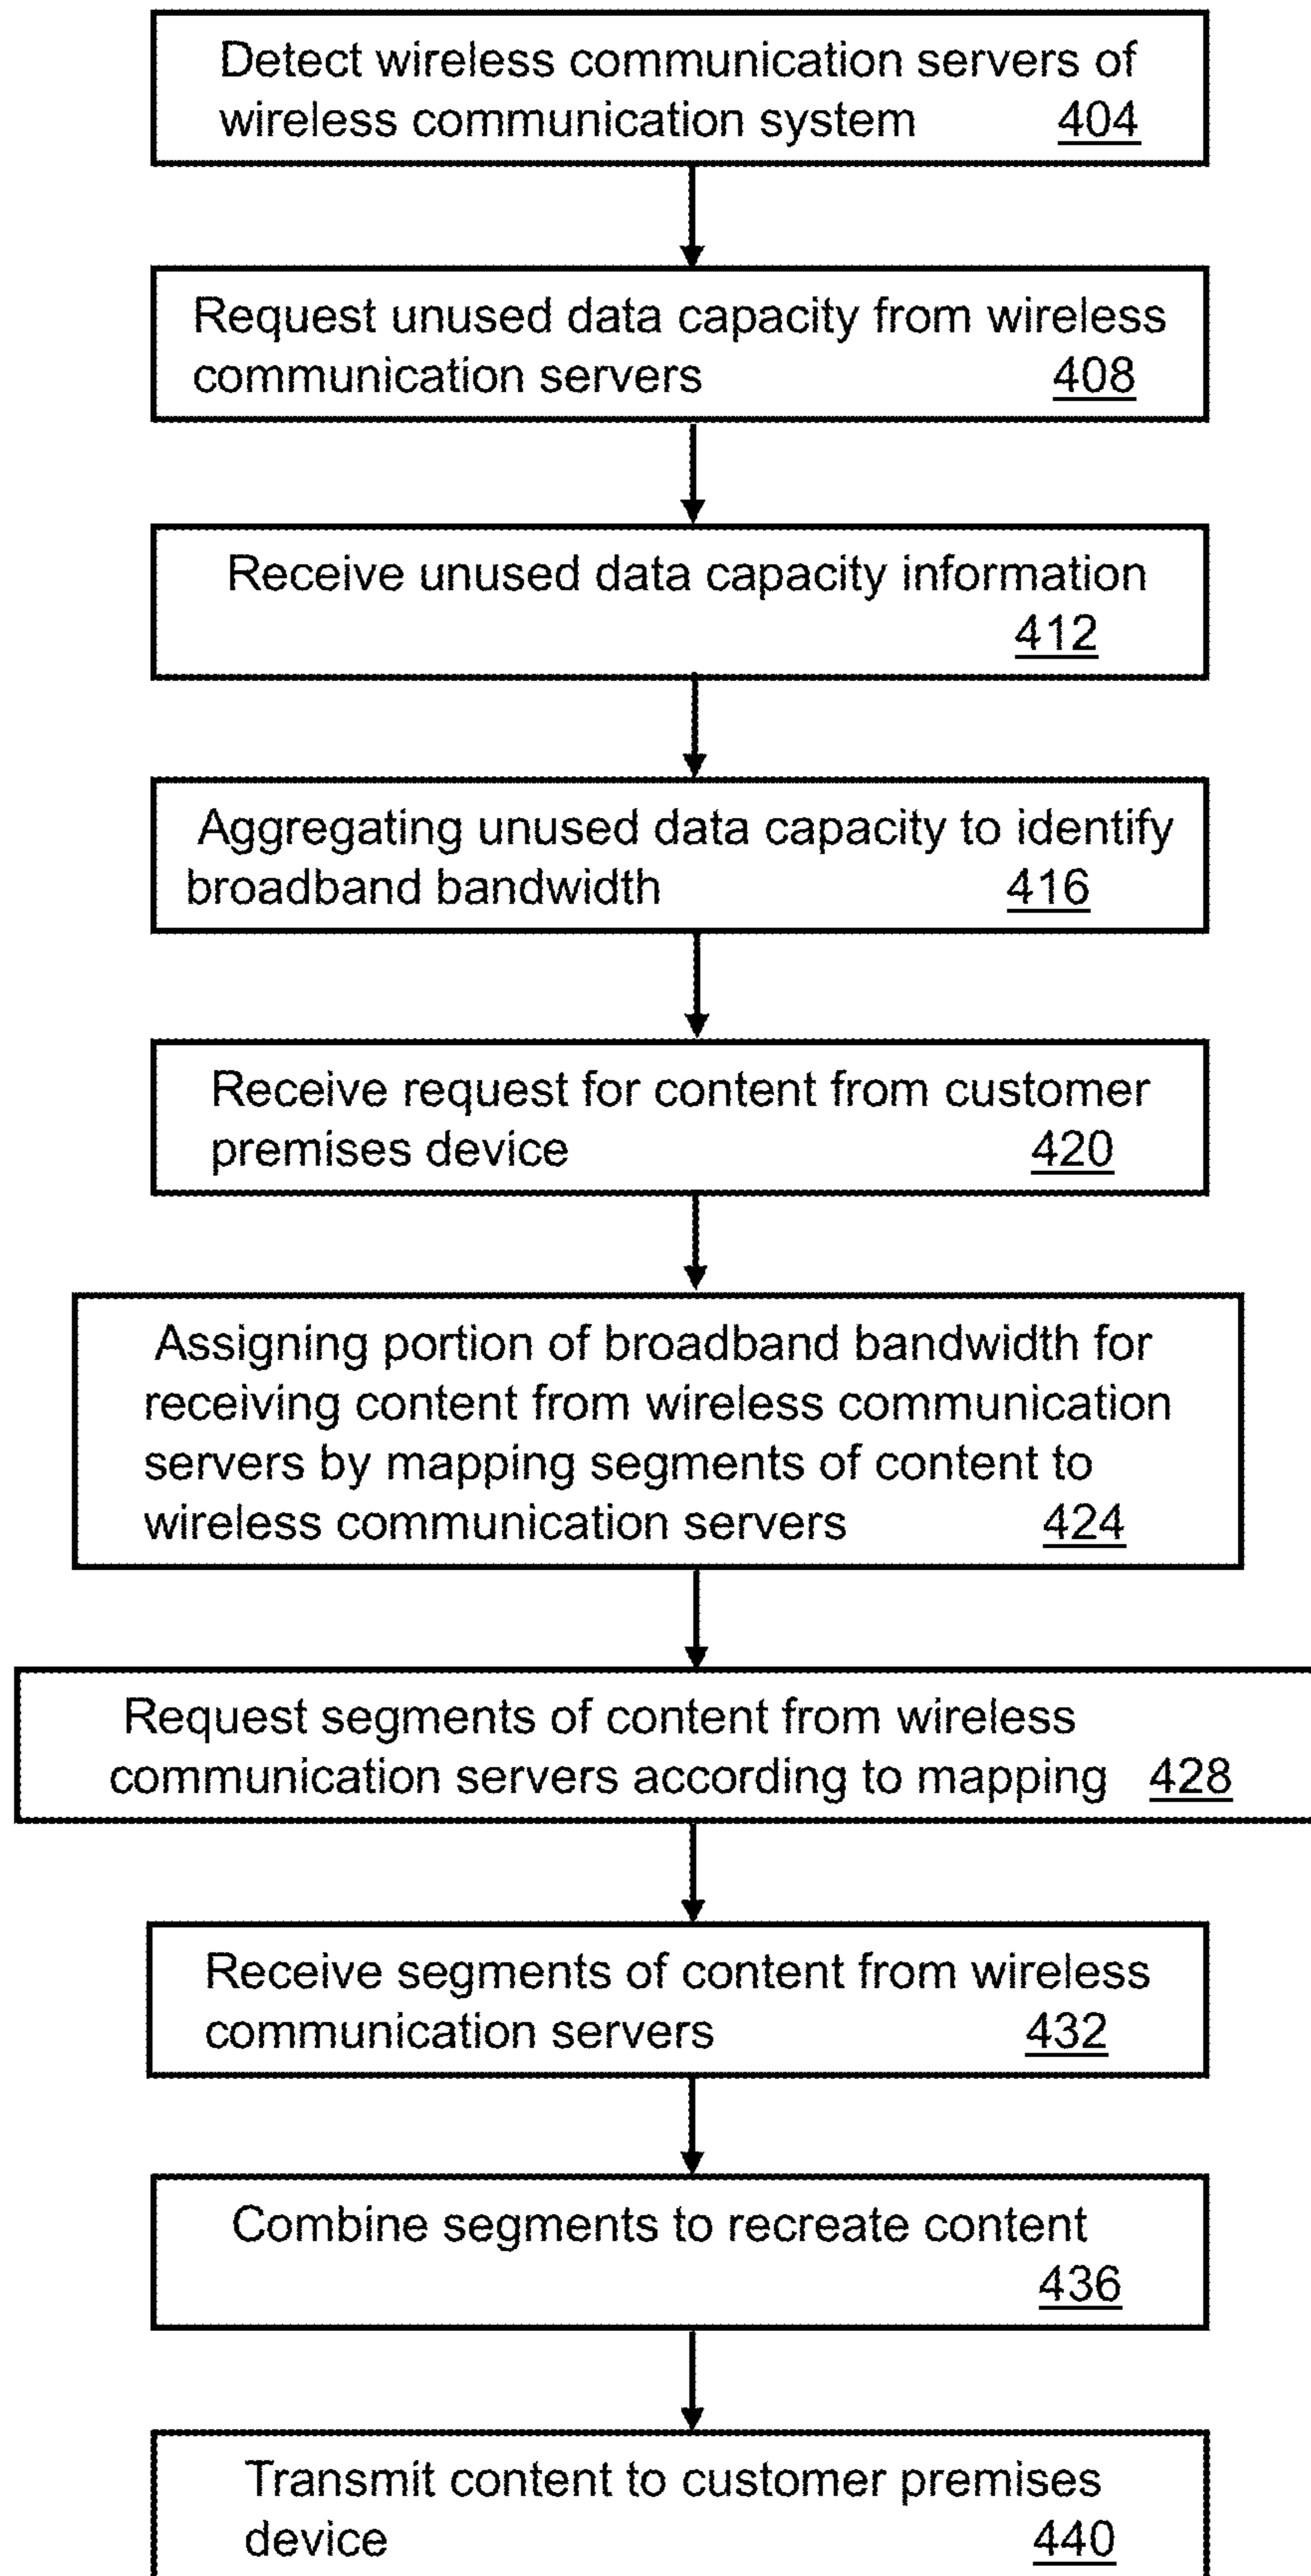 Detect wireless communication servers of
wireless communication system 404
Request unused data capacity from wireless
communication servers 408
Receive unused data capacity information
412
Aggregating unused data capacity to identify
broadband bandwidth 416
Receive request for content from customer
premises device 420
Assigning portion of broadband bandwidth for
receiving content from wireless communication
servers by mapping segments of content to
wireless communication servers 424
Request segments of content from wireless
communication servers according to mapping 428
Receive segments of content from wireless
communication servers 432
Combine segments to recreate content
436
Transmit content to customer premises
device 440